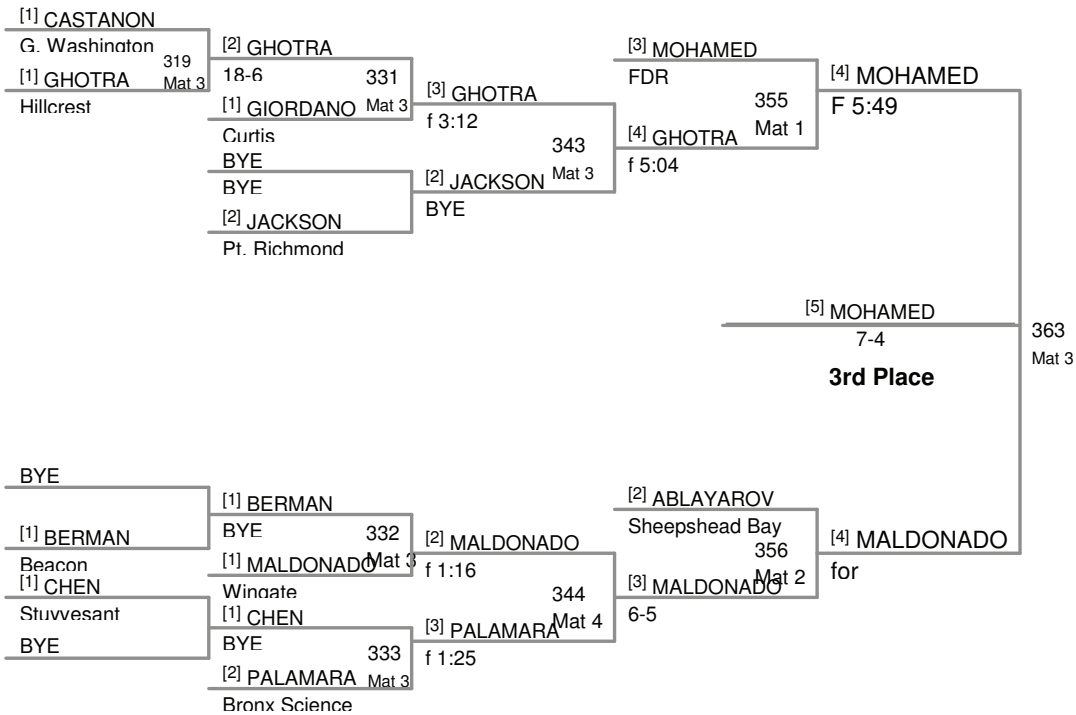 [1] CASTANON
G. Washington
319
Mat 3
[1] GHOTRA
Hillcrest
[2] GHOTRA
18-6
331
Mat 3
[1] GIORDANO
Curtis
BYE
BYE
[2] JACKSON
Pt. Richmond
[3] GHOTRA
f 3:12
343
Mat 3
[2] JACKSON
BYE
[3] MOHAMED
FDR
355
Mat 1
[4] GHOTRA
f 5:04
[4] MOHAMED
F 5:49
[5] MOHAMED
7-4
3rd Place
363
Mat 3
BYE
[1] BERMAN
Beacon
[1] CHEN
Stuyvesant
BYE
[1] BERMAN
BYE
332
Mat 3
[1] MALDONADO
Wingate
[1] CHEN
BYE
333
Mat 3
[2] PALAMARA
Bronx Science
[2] MALDONADO
f 1:16
344
Mat 4
[3] PALAMARA
f 1:25
[2] ABLAYAROV
Sheepshead Bay
356
Mat 2
[3] MALDONADO
6-5
[4] MALDONADO
for